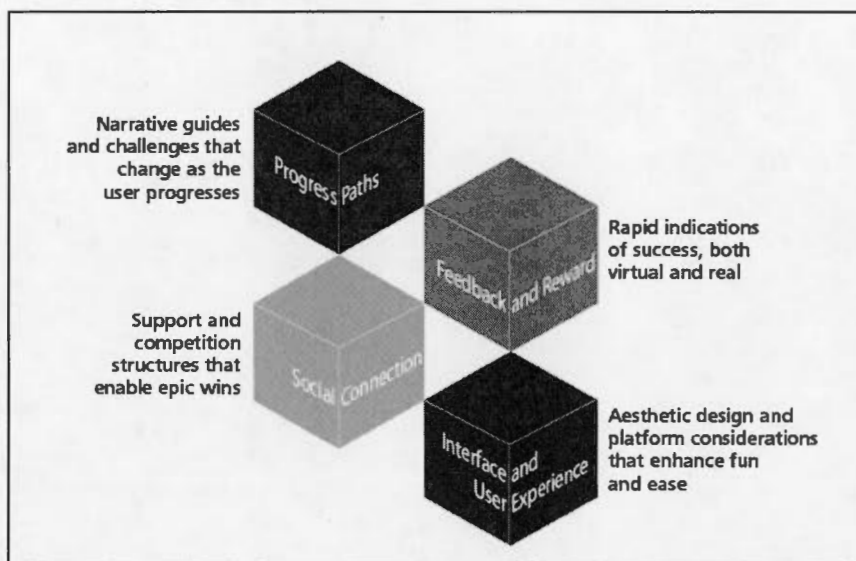 Narrative guides
and challenges that
change as the
user progresses
Progress Paths
Feedback and Reward
Rapid indications
of success, both
virtual and real
Support and
competition
structures that
enable epic wins
Social Connection
Interface and
User Experience
Aesthetic design and
platform considerations
that enhance fun
and ease